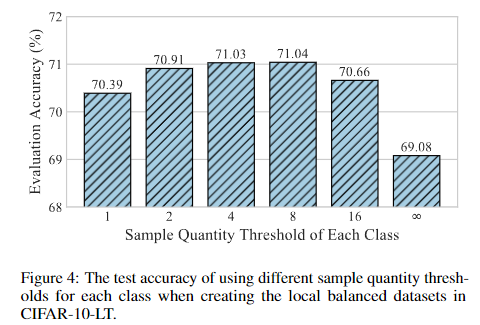 72
71
70
69
68
Evaluation Accuracy (%)
70.39
70.91
71.03
71.04
70.66
69.08
1 2 4 8 16 ∞
Sample Quantity Threshold of Each Class
Figure 4: The test accuracy of using different sample quantity thresh-
olds for each class when creating the local balanced datasets in
CIFAR-10-LT.